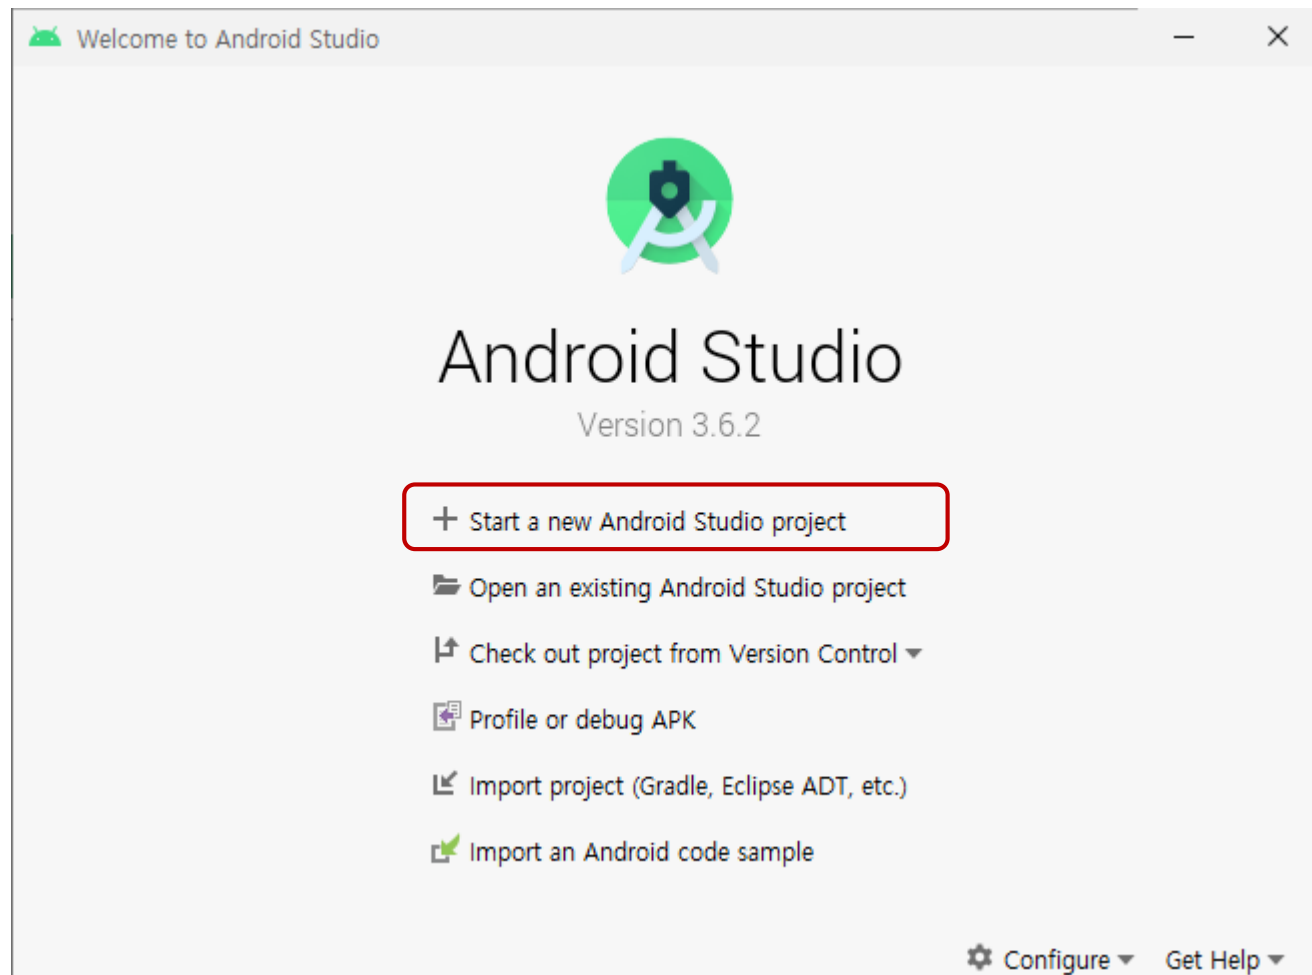 Welcome to Android Studio
Android Studio
Version 3.6.2
Start a new Android Studio project
Open an existing Android Studio project
Check out project from Version Control
Profile or debug APK
Import project (Gradle, Eclipse ADT, etc.)
Import an Android code sample
Configure Get Help